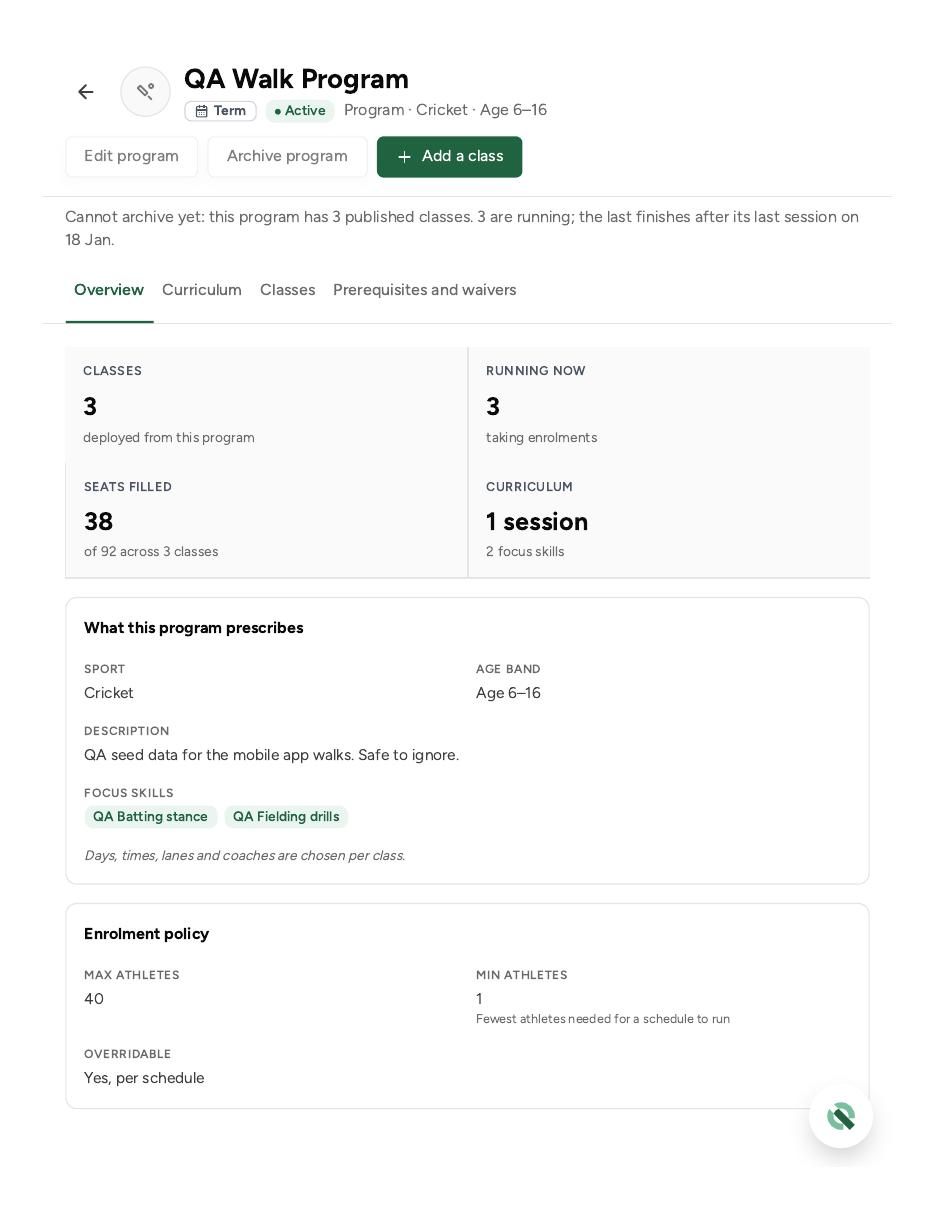 QA Walk Program
Term
Active
Program · Cricket · Age 6–16
Edit program
Archive program
+ Add a class
Cannot archive yet: this program has 3 published classes. 3 are running; the last finishes after its last session on
18 Jan.
Overview
Curriculum
Classes
Prerequisites and waivers
CLASSES
3
deployed from this program
RUNNING NOW
3
taking enrolments
SEATS FILLED
38
of 92 across 3 classes
CURRICULUM
1 session
2 focus skills
What this program prescribes
SPORT
Cricket
AGE BAND
Age 6–16
DESCRIPTION
QA seed data for the mobile app walks. Safe to ignore.
FOCUS SKILLS
QA Batting stance
QA Fielding drills
Days, times, lanes and coaches are chosen per class.
Enrolment policy
MAX ATHLETES
40
MIN ATHLETES
1
Fewest athletes needed for a schedule to run
OVERRIDABLE
Yes, per schedule